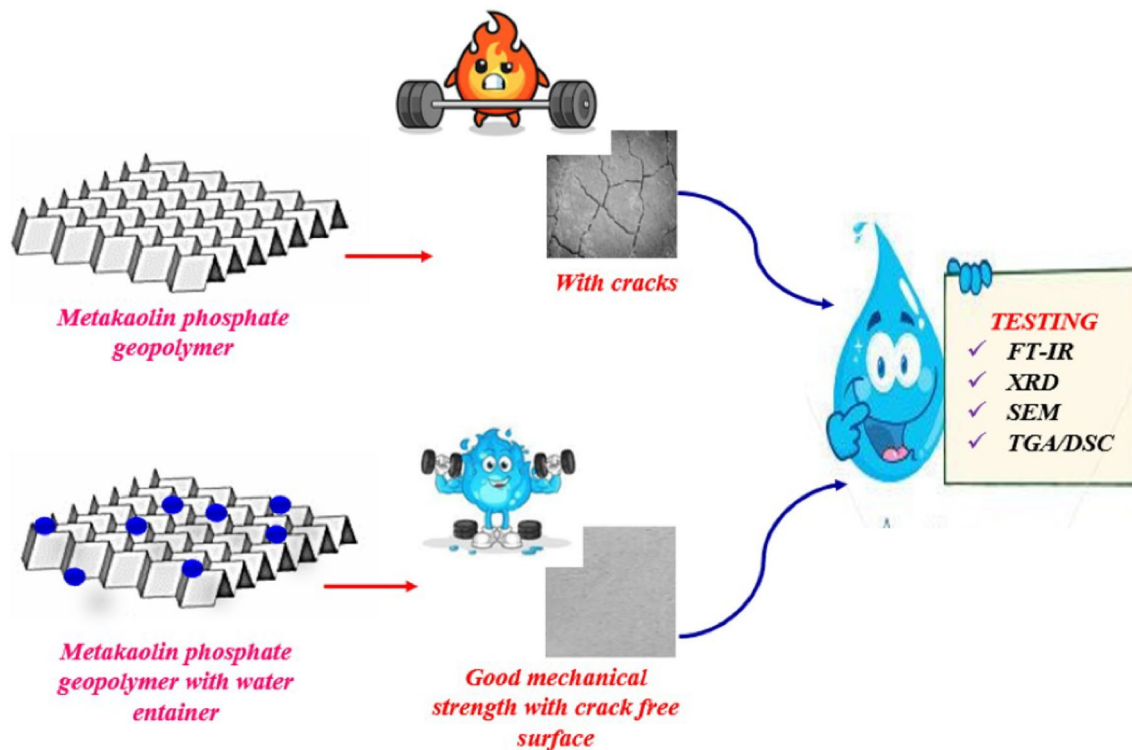 Metakaolin phosphate
geopolymer
With cracks
TESTING
✓ FT-IR
✓ XRD
✓ SEM
✓ TGA/DSC
Metakaolin phosphate
geopolymer with water
entainer
Good mechanical
strength with crack free
surface